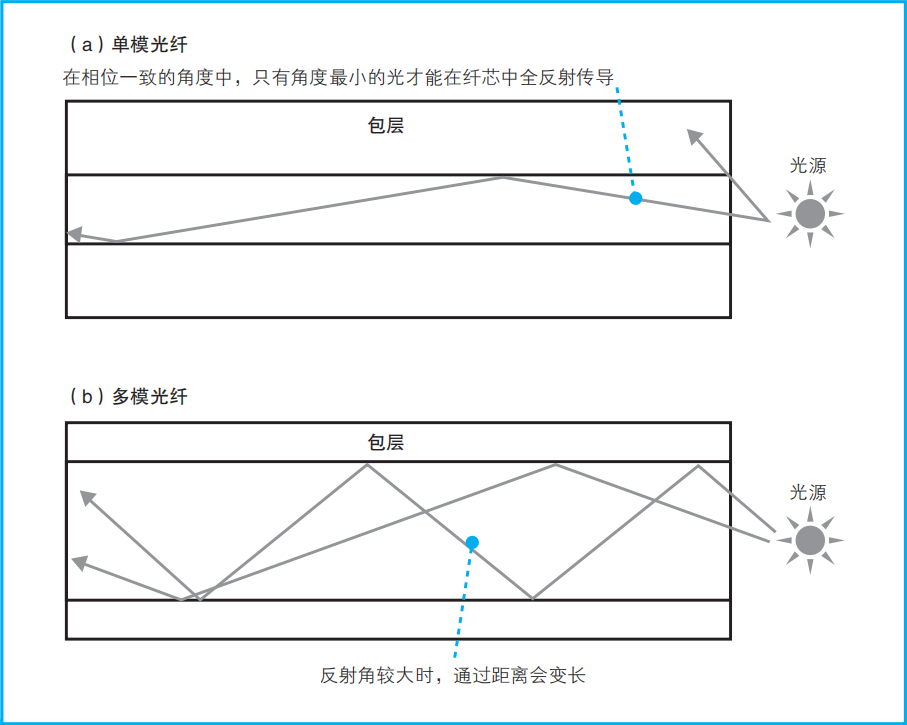 （a）单模光纤
在相位一致的角度中，只有角度最小的光才能在纤芯中全反射传导
包层
光源
（b）多模光纤
包层
光源
反射角较大时，通过距离会变长